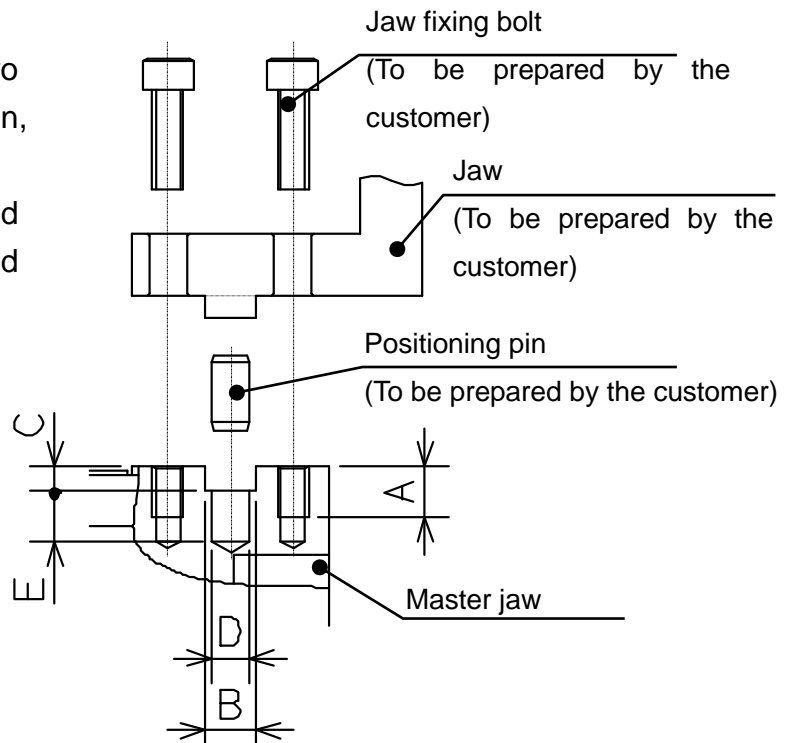 Jaw fixing bolt
(To be prepared by the
customer)
n,
Jaw
(To be prepared by the
customer)
d
d
Positioning pin
(To be prepared by the customer)
C
A
E
Master jaw
D
B